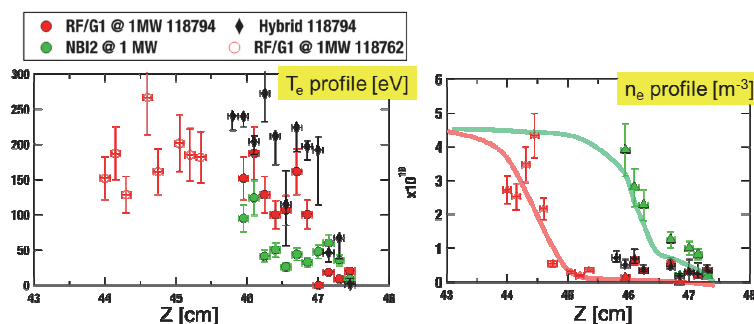 RF/G1 @ 1MW 118794
Hybrid 118794
NBI2 @ 1 MW
RF/G1 @ 1MW 118762
Te profile [eV]
ne profile [m-3]
300
250
200
150
100
50
0
43 44 45 46 47 48
Z [cm]
x10¹⁸
6
5
4
3
2
1
0
43 44 45 46 47 48
Z [cm]